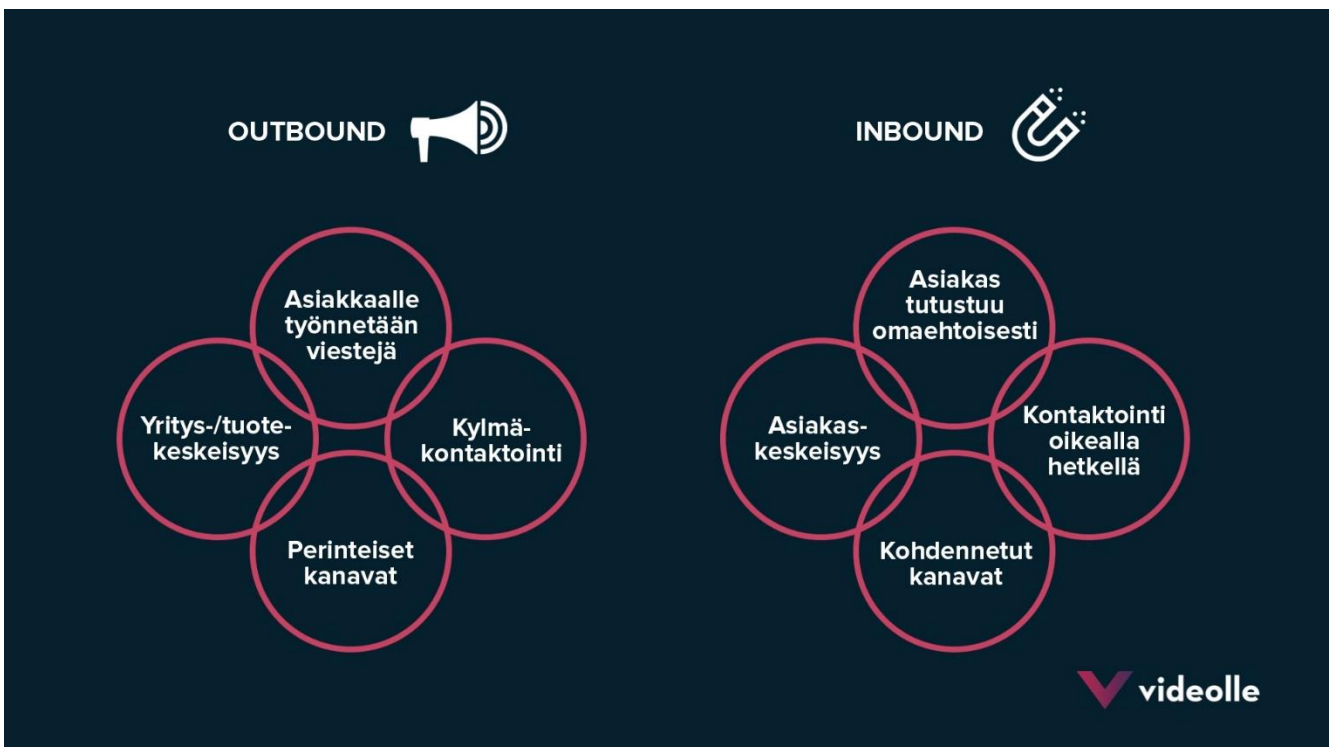 OUTBOUND
Asiakkaalle
työnnetään
viestejä
Yritys-/tuote-
keskeisyys
Kylmä-
kontaktointi
Perinteiset
kanavat
INBOUND
Asiakas
tutustuu
omaehtoisesti
Asiakas-
keskeisyys
Kontaktointi
oikealla
hetkellä
Kohdennetut
kanavat
videolle